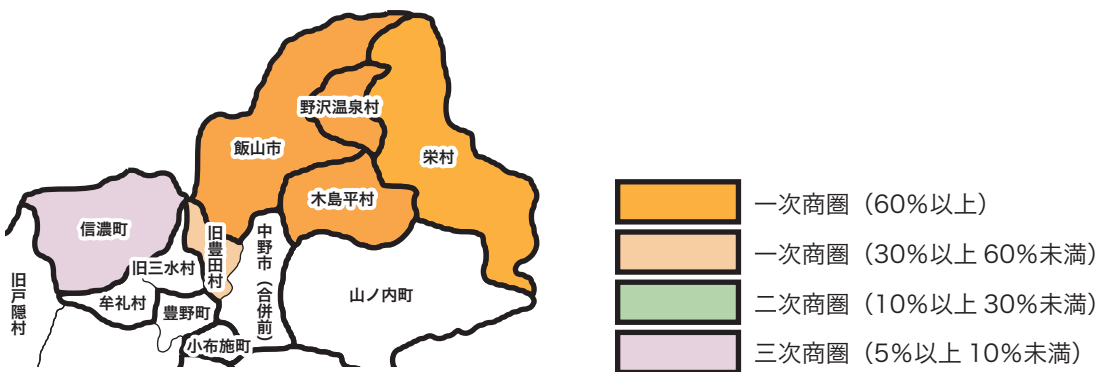 野沢温泉村
飯山市
栄村
木島平村
信濃町
旧豊田村
中野市（合併前）
旧三水村
旧戸隠村
牟礼村
豊野町
山ノ内町
小布施町
一次商圏（60%以上）
一次商圏（30%以上 60%未満）
二次商圏（10%以上 30%未満）
三次商圏（5%以上 10%未満）